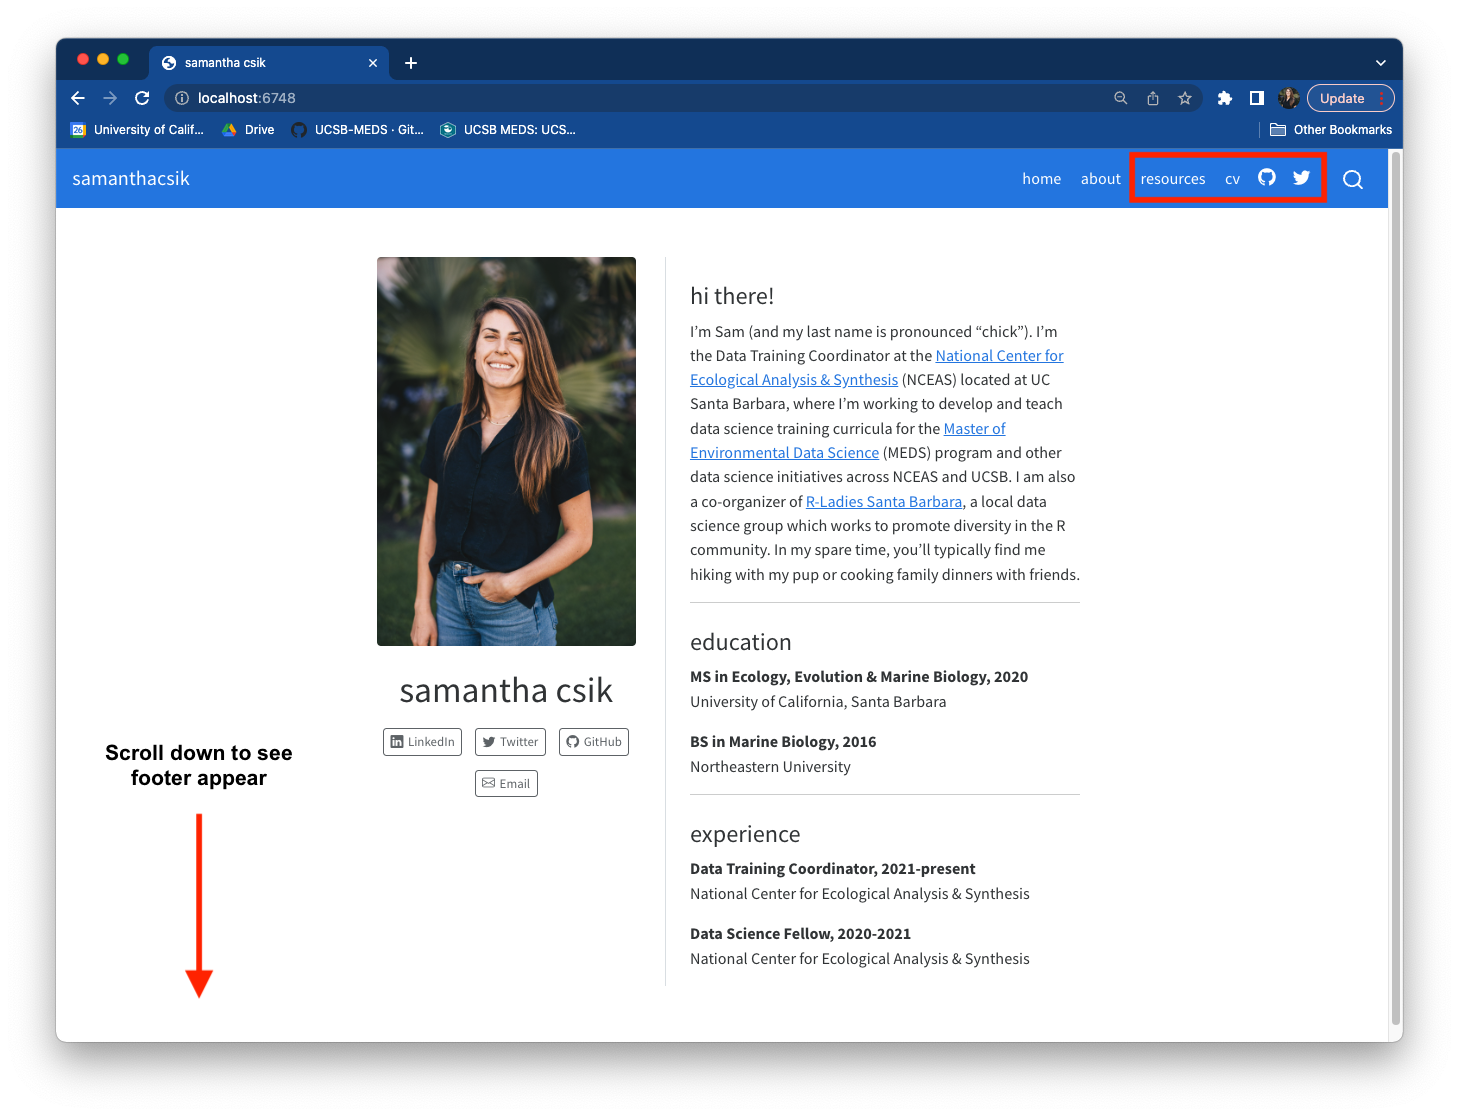 samantha csik
localhost:6748
Update
26
University of Calif...
Drive
UCSB-MEDS · Git...
UCSB MEDS: UCS...
Other Bookmarks
samanthacsik
home
about
resources
cv
hi there!
I’m Sam (and my last name is pronounced “chick”). I’m
the Data Training Coordinator at the National Center for
Ecological Analysis & Synthesis (NCEAS) located at UC
Santa Barbara, where I’m working to develop and teach
data science training curricula for the Master of
Environmental Data Science (MEDS) program and other
data science initiatives across NCEAS and UCSB. I am also
a co-organizer of R-Ladies Santa Barbara, a local data
science group which works to promote diversity in the R
community. In my spare time, you’ll typically find me
hiking with my pup or cooking family dinners with friends.
samantha csik
LinkedIn
Twitter
GitHub
Email
education
MS in Ecology, Evolution & Marine Biology, 2020
University of California, Santa Barbara
BS in Marine Biology, 2016
Northeastern University
experience
Data Training Coordinator, 2021-present
National Center for Ecological Analysis & Synthesis
Data Science Fellow, 2020-2021
National Center for Ecological Analysis & Synthesis
Scroll down to see
footer appear